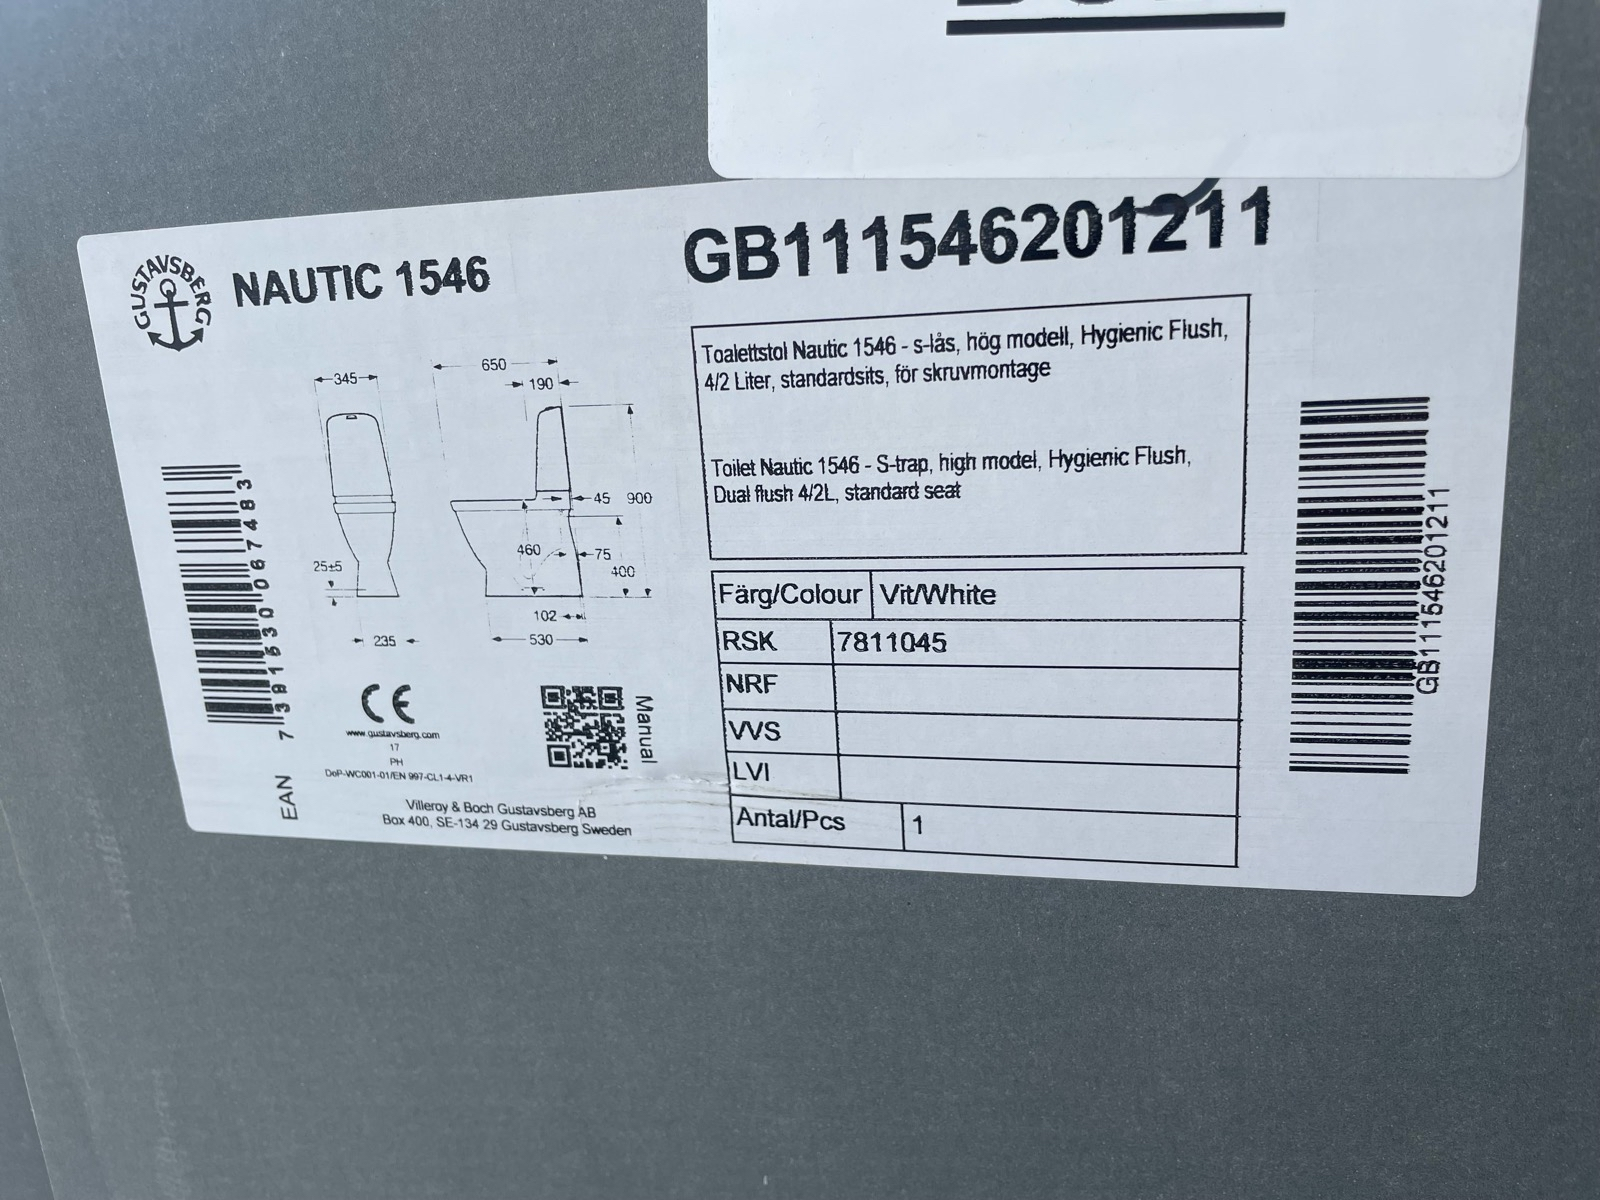 GUSTAVSBERG
NAUTIC 1546
GB111546201211
345
650
190
45
900
460
75
400
25±5
102
530
235
Toalettstol Nautic 1546 - s-lås, hög modell, Hygienic Flush,
4/2 Liter, standardsits, för skruvmontage
Toilet Nautic 1546 - S-trap, high model, Hygienic Flush,
Dual flush 4/2L, standard seat
Färg/Colour Vit/White
RSK 7811045
NRF
VVS
LVI
Antal/Pcs 1
EAN 7 391530 067483
CE
www.gustavsberg.com
17
PH
DoP-WC001-01/EN 997-CL1-4-VR1
Manual
Villeroy & Boch Gustavsberg AB
Box 400, SE-134 29 Gustavsberg Sweden
GB111546201211